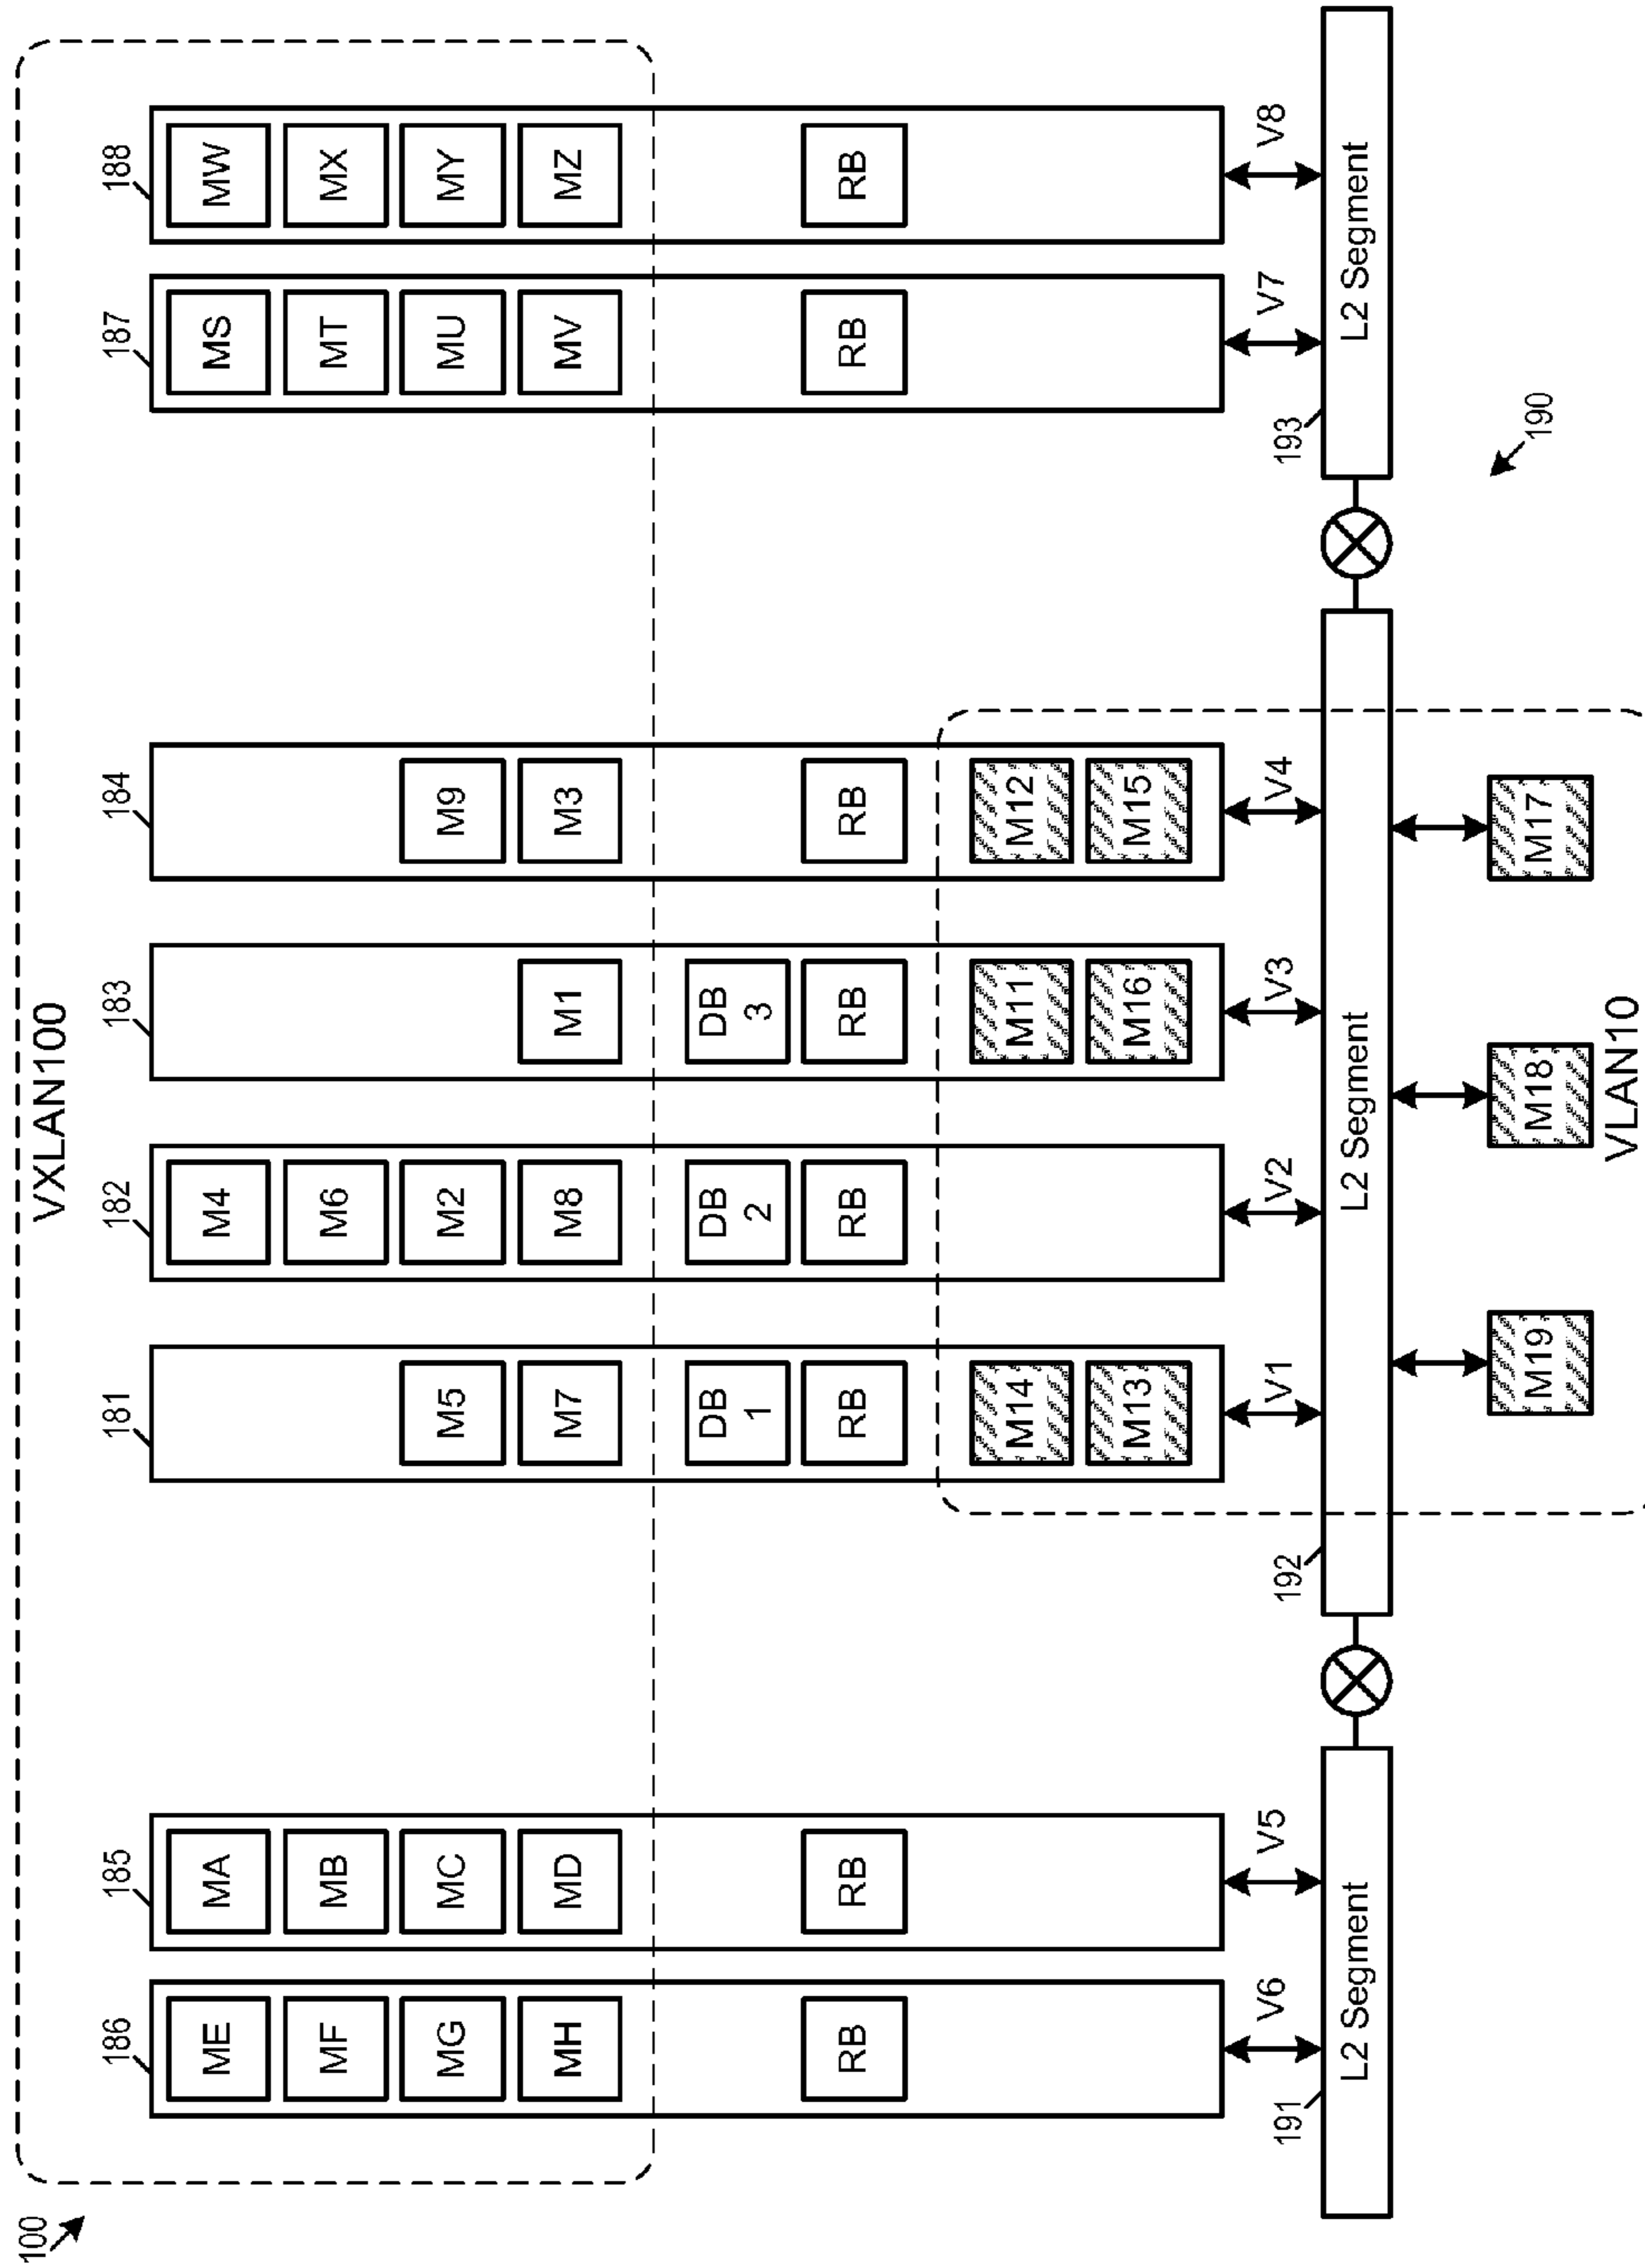 100
VXLAN100
186
185
181
182
183
184
187
188
ME
MF
MG
MH
RB
MA
MB
MC
MD
RB
M5
M7
DB
1
RB
M14
M13
M4
M6
M2
M8
DB
2
RB
M1
DB
3
RB
M11
M16
M9
M3
RB
M12
M15
MS
MT
MU
MV
RB
MW
MX
MY
MZ
RB
V6
V5
V1
V2
V3
V4
V7
V8
191
192
193
L2 Segment
L2 Segment
L2 Segment
M19
M18
M17
190
VLAN10